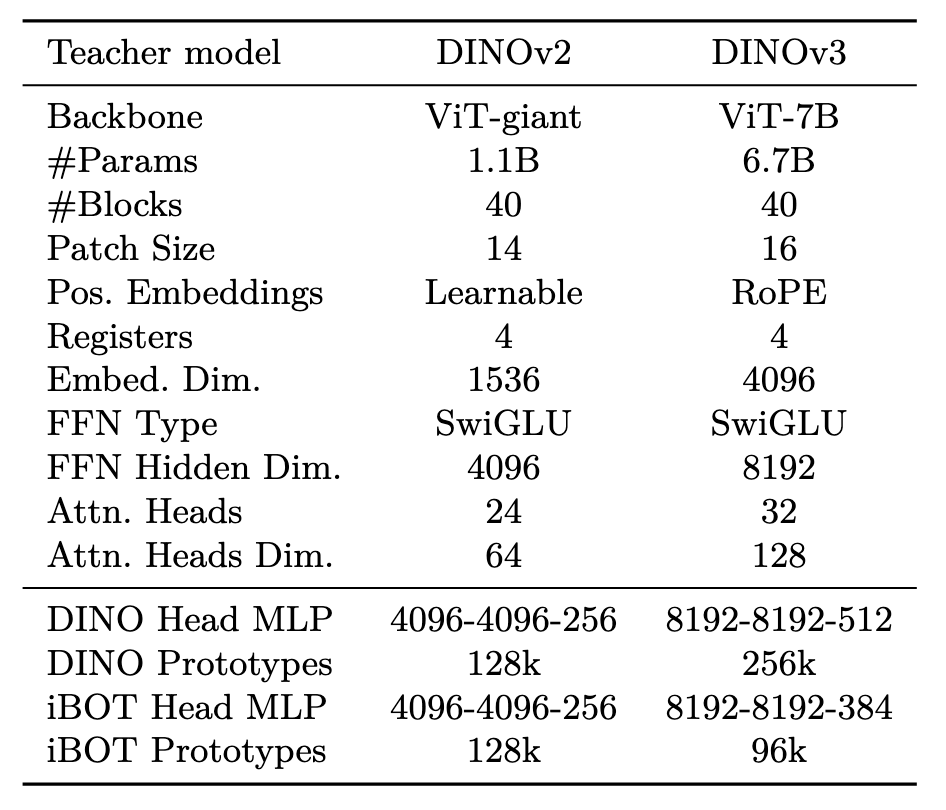 Teacher model DINOv2 DINOv3
Backbone ViT-giant ViT-7B
#Params 1.1B 6.7B
#Blocks 40 40
Patch Size 14 16
Pos. Embeddings Learnable RoPE
Registers 4 4
Embed. Dim. 1536 4096
FFN Type SwiGLU SwiGLU
FFN Hidden Dim. 4096 8192
Attn. Heads 24 32
Attn. Heads Dim. 64 128
DINO Head MLP 4096-4096-256 8192-8192-512
DINO Prototypes 128k 256k
iBOT Head MLP 4096-4096-256 8192-8192-384
iBOT Prototypes 128k 96k